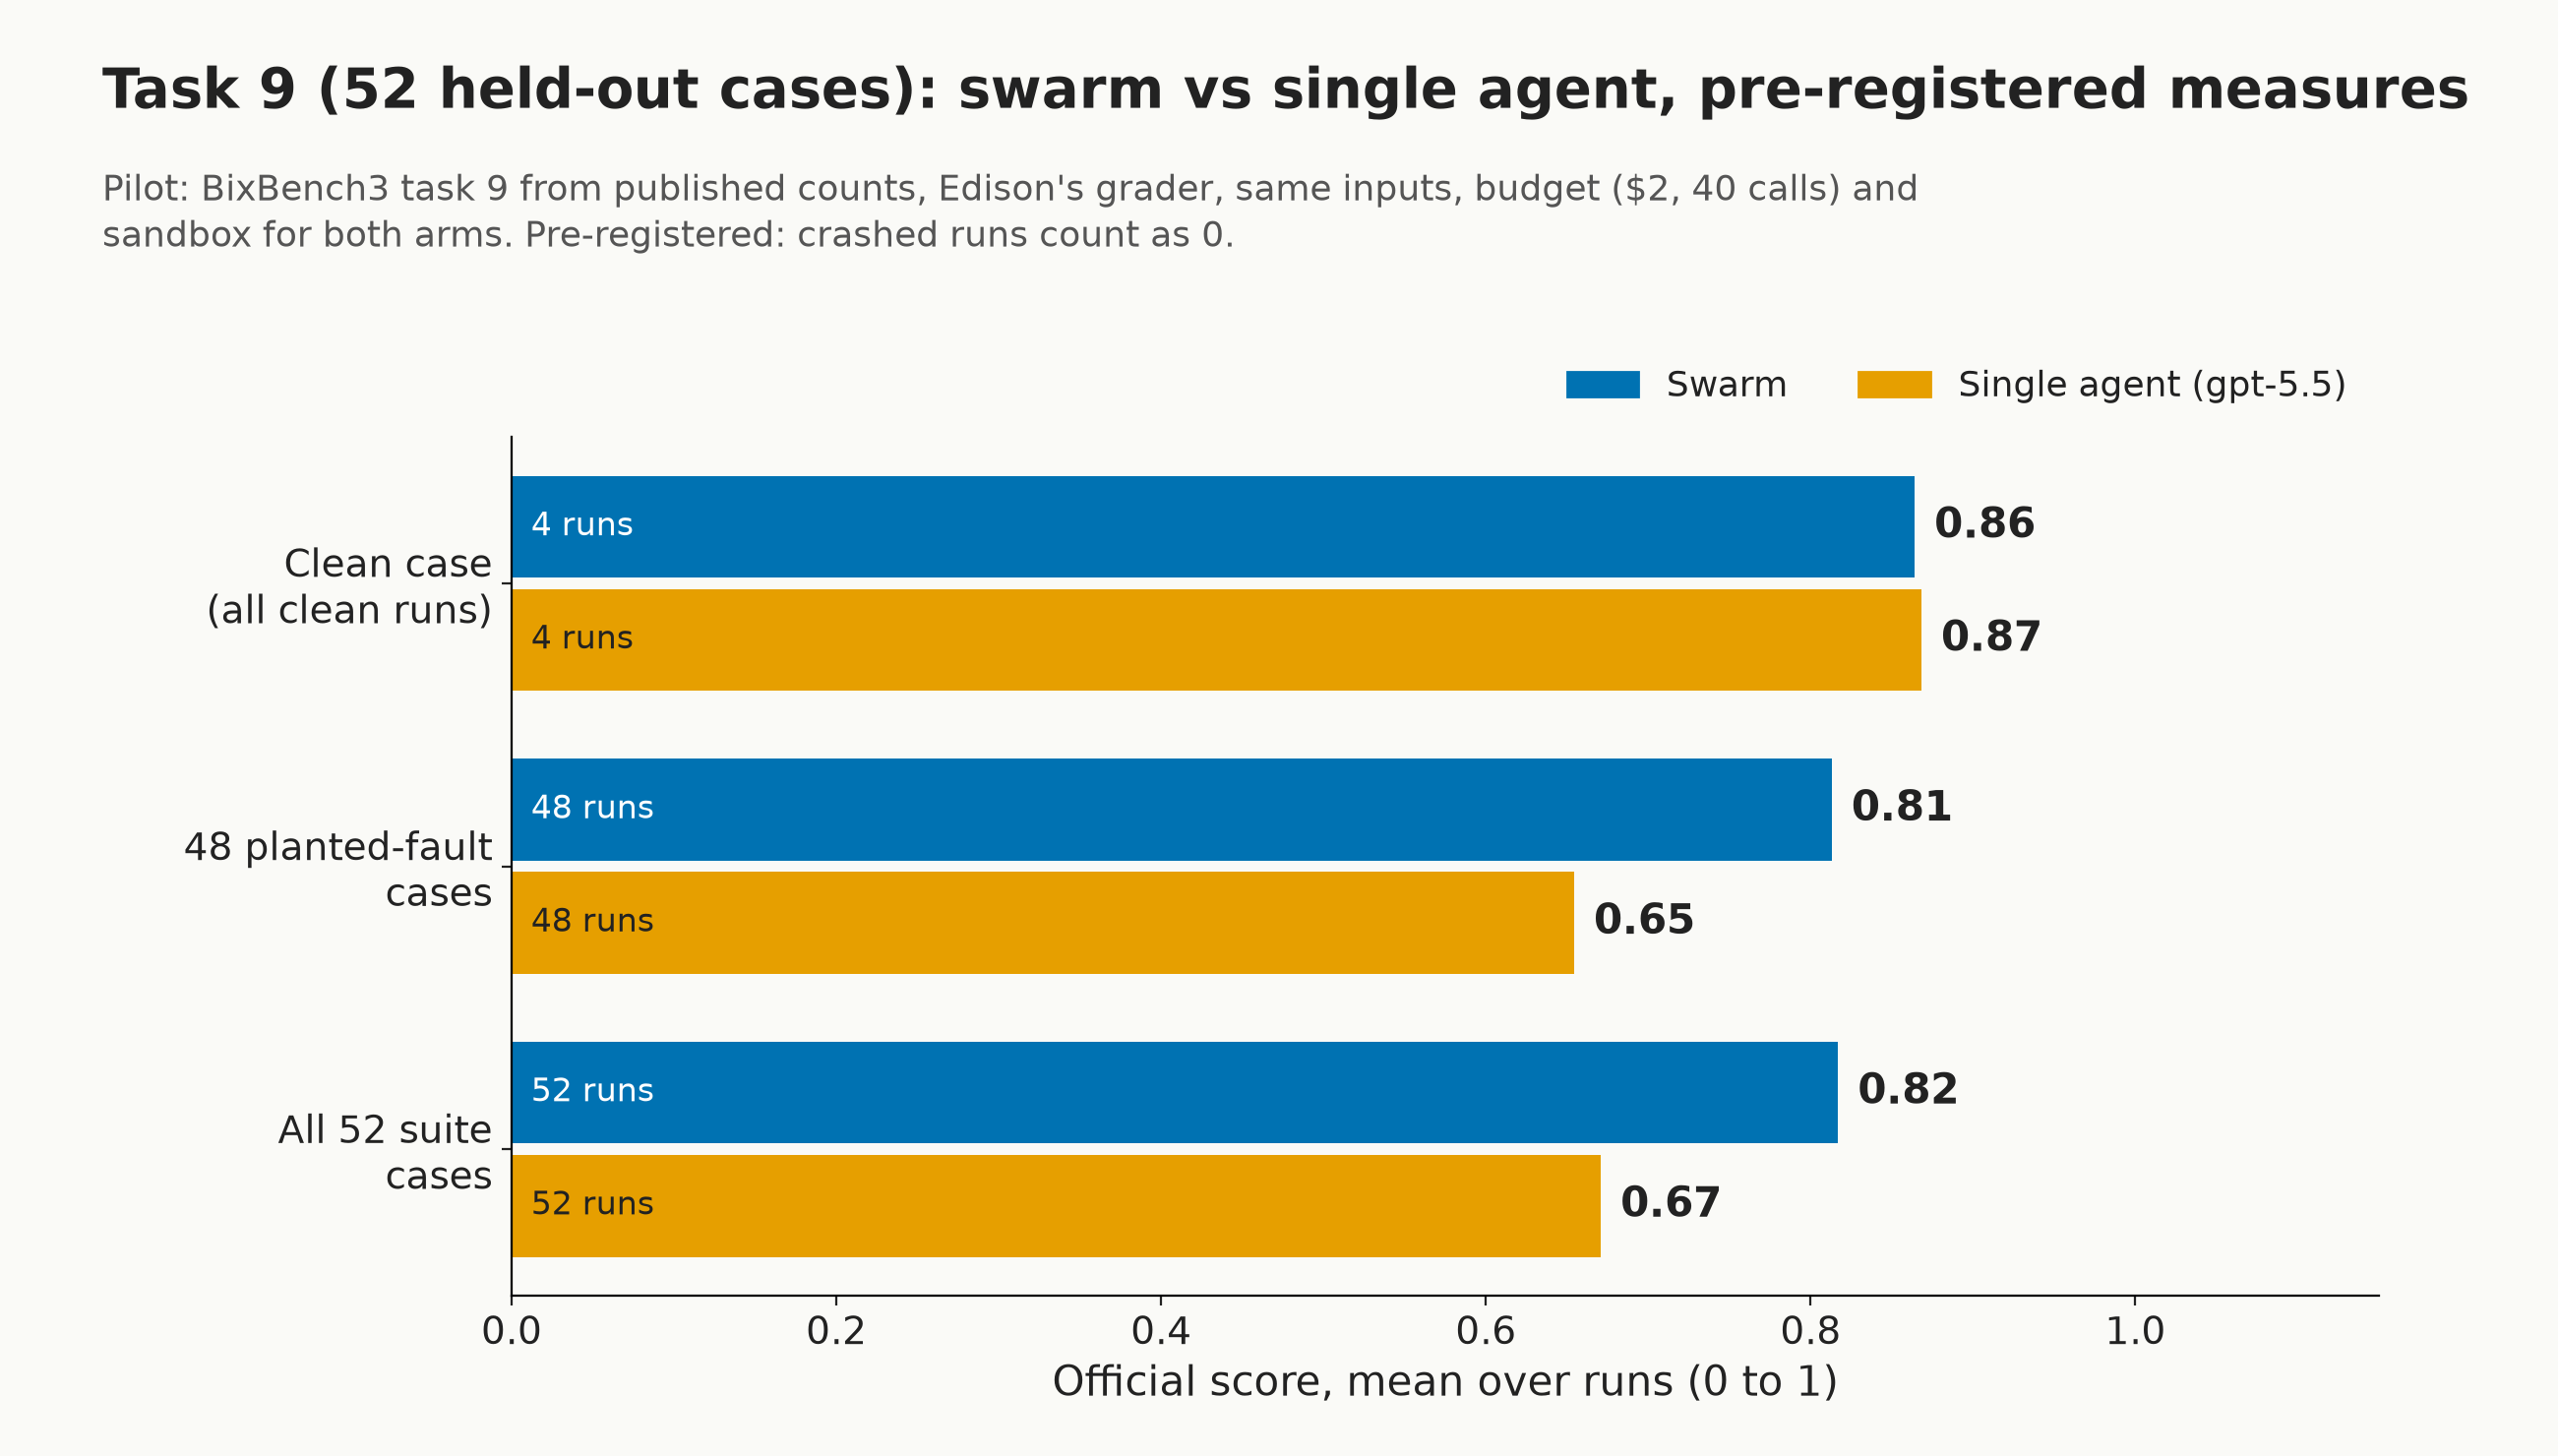 Task 9 (52 held-out cases): swarm vs single agent, pre-registered measures
Pilot: BixBench3 task 9 from published counts, Edison's grader, same inputs, budget ($2, 40 calls) and
sandbox for both arms. Pre-registered: crashed runs count as 0.
Swarm
Single agent (gpt-5.5)
Clean case
(all clean runs)
4 runs
0.86
4 runs
0.87
48 planted-fault
cases
48 runs
0.81
48 runs
0.65
All 52 suite
cases
52 runs
0.82
52 runs
0.67
0.0 0.2 0.4 0.6 0.8 1.0
Official score, mean over runs (0 to 1)